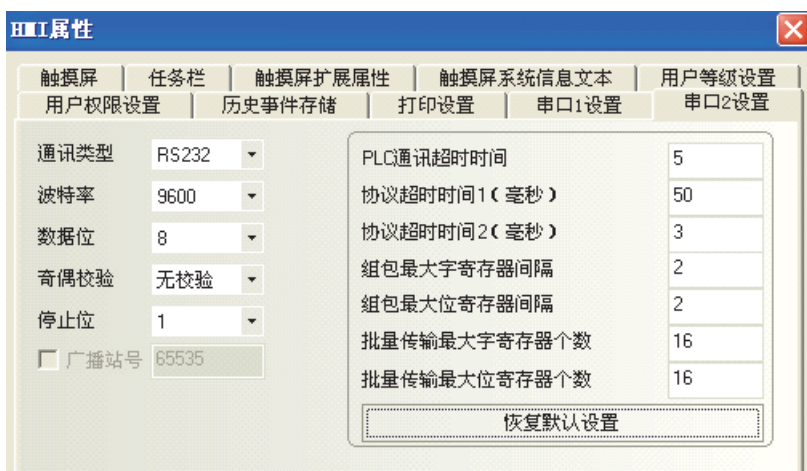 HMI属性
触摸屏 任务栏 触摸屏扩展属性 触摸屏系统信息文本 用户等级设置
用户权限设置 历史事件存储 打印设置 串口1设置 串口2设置
通讯类型 RS232
波特率 9600
数据位 8
奇偶校验 无校验
停止位 1
广播站号 65535
PLC通讯超时时间 5
协议超时时间1(毫秒) 50
协议超时时间2(毫秒) 3
组包最大字寄存器间隔 2
组包最大位寄存器间隔 2
批量传输最大字寄存器个数 16
批量传输最大位寄存器个数 16
恢复默认设置